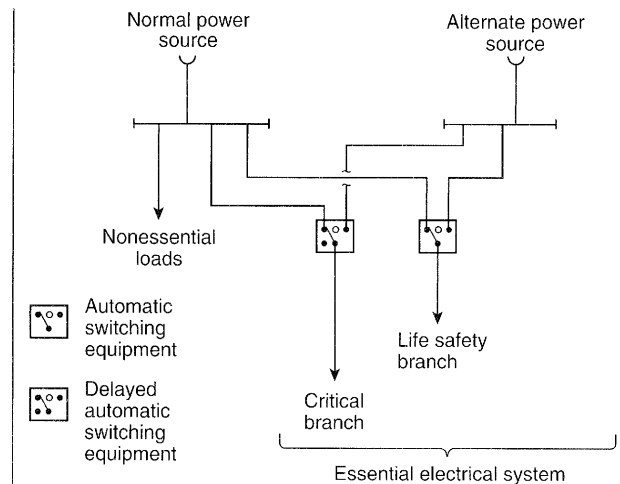 Normal power
source
Alternate power
source
Nonessential
loads
Automatic
switching
equipment
Delayed
automatic
switching
equipment
Life safety
branch
Critical
branch
Essential electrical system